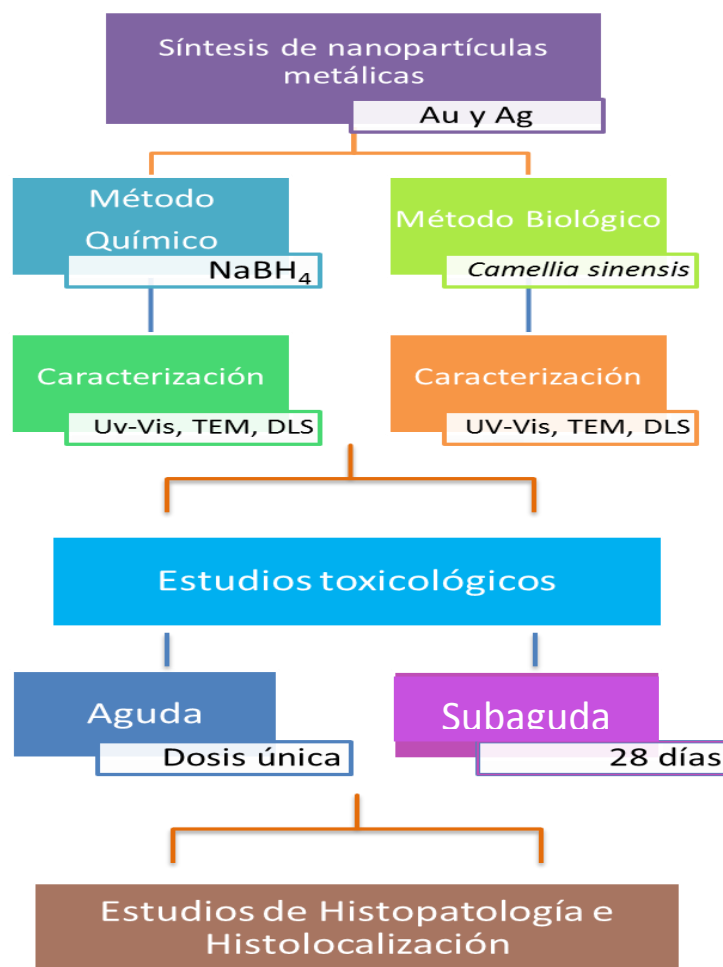 Síntesis de nanopartículas
metálicas
Au y Ag
Método
Químico
NaBH₄
Método Biológico
Camellia sinensis
Caracterización
Uv-Vis, TEM, DLS
Caracterización
UV-Vis, TEM, DLS
Estudios toxicológicos
Aguda
Dosis única
Subaguda
28 días
Estudios de Histopatología e
Histolocalización